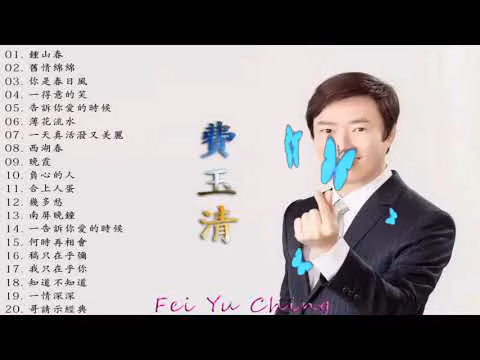 01. 鍾山春
02. 舊情綿綿
03. 你是春日風
04. 一得意的笑
05. 告訴你愛的時候
06. 薄花流水
07. 一天真活潑又美麗
08. 西湖春
09. 晚霞
10. 負心的人
11. 合上人蛋
12. 幾多愁
13. 南屏晚鐘
14. 一告訴你愛的時候
15. 何時再相會
16. 稿只在乎彌
17. 我只在乎你
18. 知道不知道
19. 一情深深
20. 哥請示經典
費玉清
Fei Yu Ching